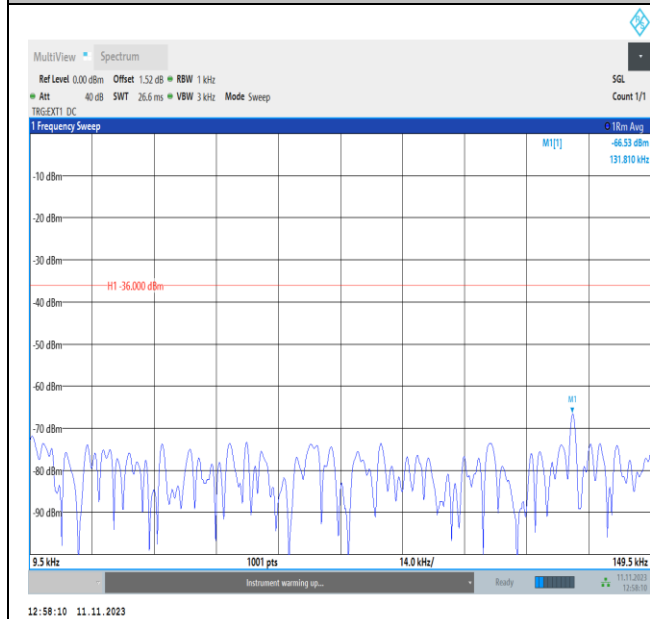 MultiView Spectrum
Ref Level 0.00 dBm Offset 1.52 dB RBW 1 kHz SGL
Att 40 dB SWT 26.6 ms VBW 3 kHz Mode Sweep Count 1/1
TRG:EXT1 DC
1 Frequency Sweep 1Rm Avg
M1[1] -66.53 dBm
131.810 kHz
-10 dBm
-20 dBm
-30 dBm
H1 -36.000 dBm
-40 dBm
-50 dBm
-60 dBm
M1
-70 dBm
-80 dBm
-90 dBm
9.5 kHz 1001 pts 14.0 kHz/ 149.5 kHz
Instrument warming up... Ready 11.11.2023
12:58:10
12:58:10 11.11.2023